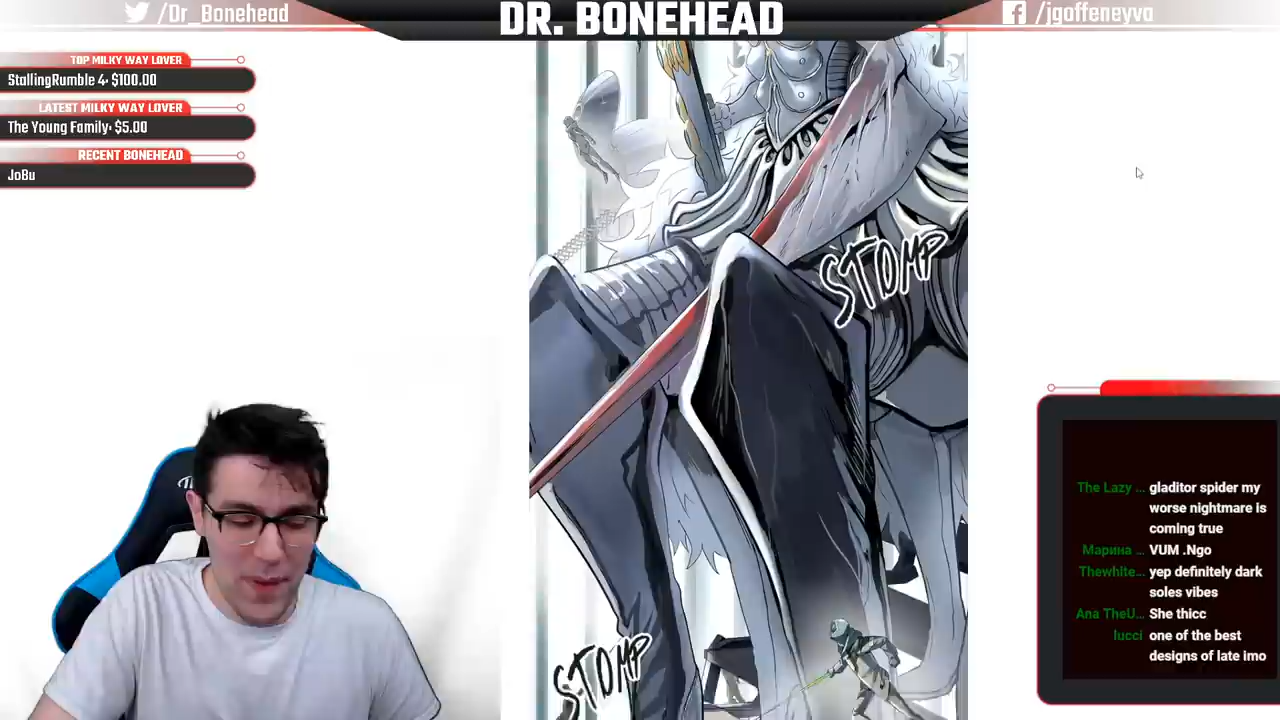 /Dr_Bonehead
DR. BONEHEAD
/jgoffeneyva
TOP MILKY WAY LOVER
StallingRumble 4: $100.00
LATEST MILKY WAY LOVER
The Young Family: $5.00
RECENT BONEHEAD
JoBu
STOMP
STOMP
The Lazy ... gladitor spider my
worse nightmare is
coming true
Марина ... VUM .Ngo
Thewhite... yep definitely dark
soles vibes
Ana TheU... She thicc
lucci one of the best
designs of late imo